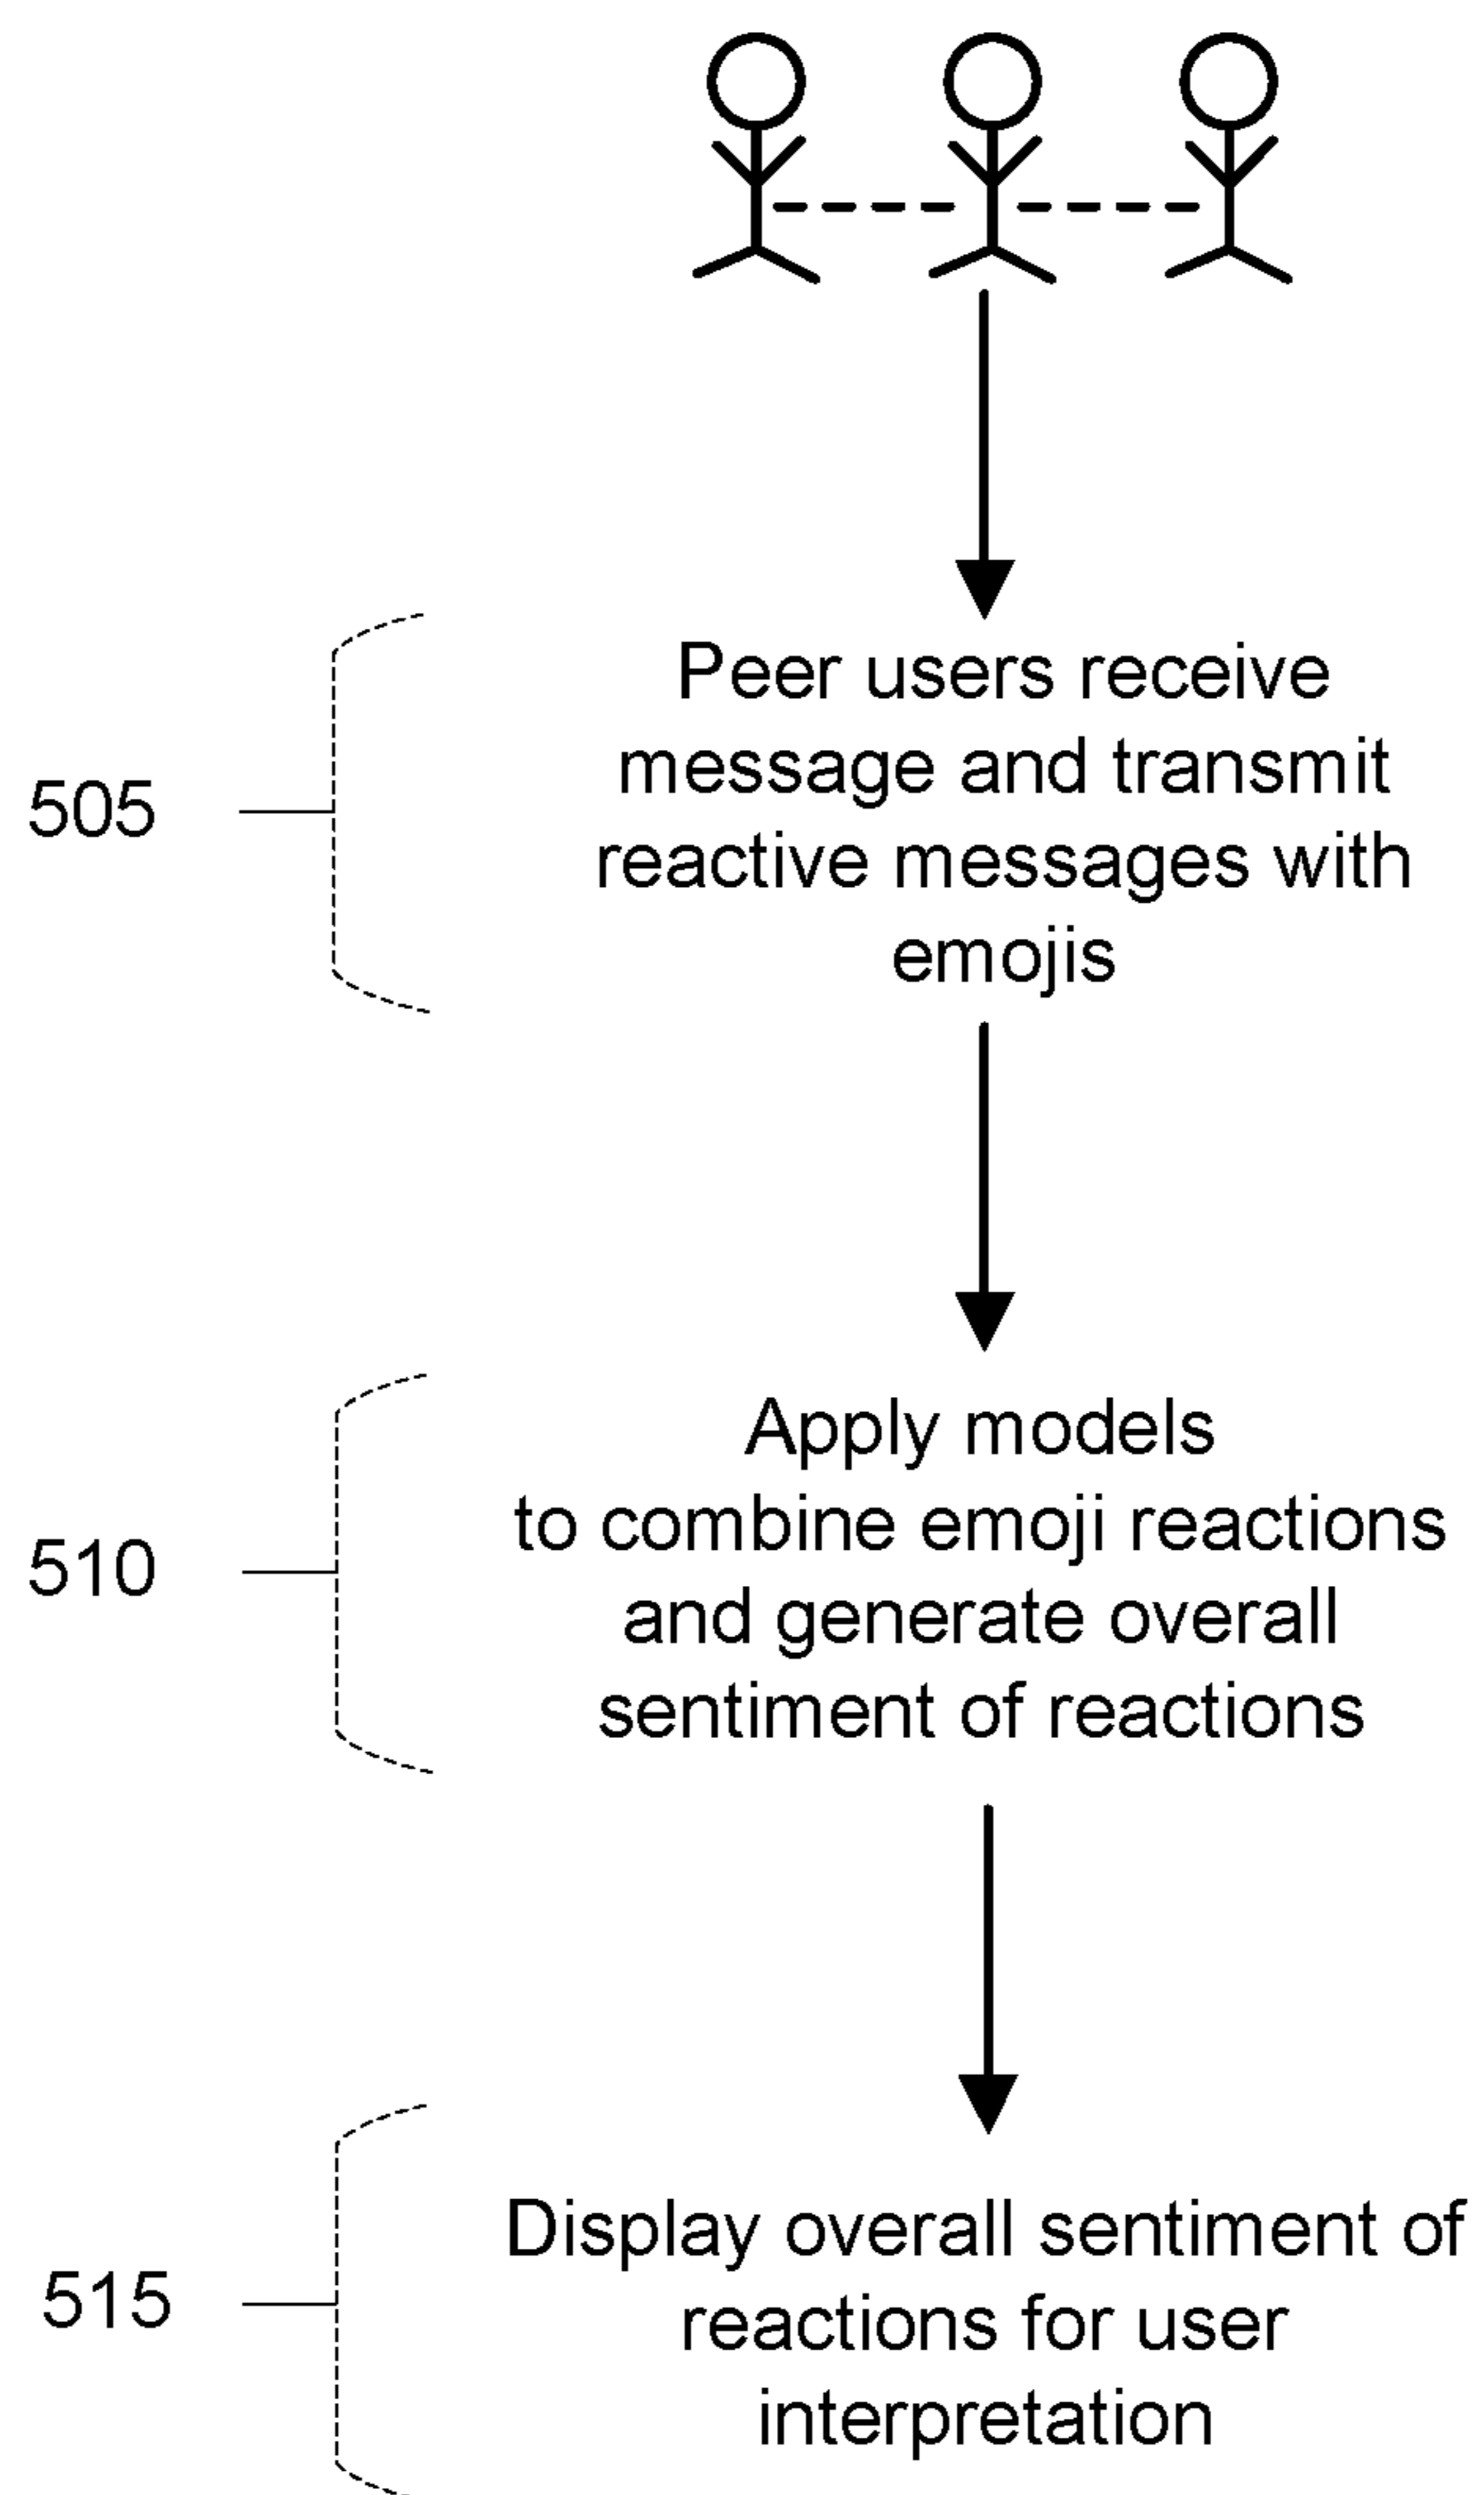 Peer users receive
message and transmit
reactive messages with
emojis
505
Apply models
to combine emoji reactions
and generate overall
sentiment of reactions
510
Display overall sentiment of
reactions for user
interpretation
515